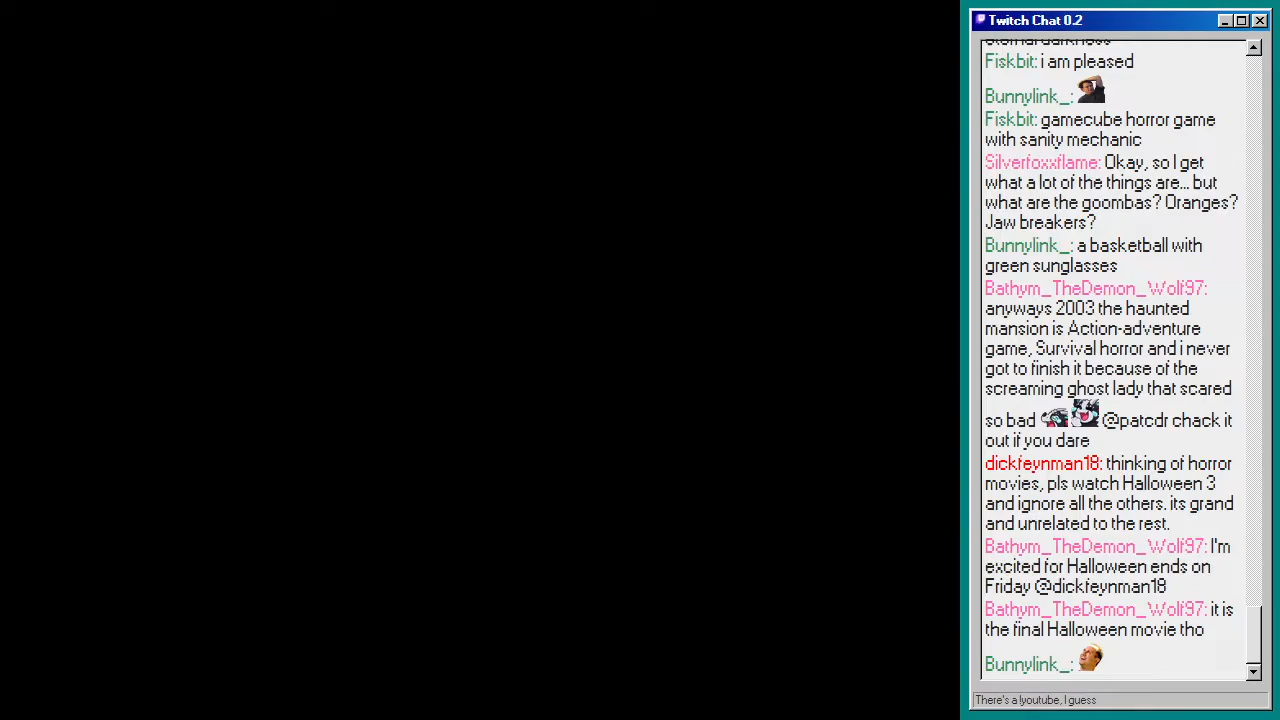 Twitch Chat 0.2
eternal darkness
Fiskbit: i am pleased
Bunnylink_:
Fiskbit: gamecube horror game
with sanity mechanic
Silverfoxxflame: Okay, so I get
what a lot of the things are... but
what are the goombas? Oranges?
Jaw breakers?
Bunnylink_: a basketball with
green sunglasses
Bathym_TheDemon_Wolf97:
anyways 2003 the haunted
mansion is Action-adventure
game, Survival horror and i never
got to finish it because of the
screaming ghost lady that scared
so bad @patcdr chack it
out if you dare
dickfeynman18: thinking of horror
movies, pls watch Halloween 3
and ignore all the others. its grand
and unrelated to the rest.
Bathym_TheDemon_Wolf97: I'm
excited for Halloween ends on
Friday @dickfeynman18
Bathym_TheDemon_Wolf97: it is
the final Halloween movie tho
Bunnylink_:
There's a !youtube, I guess